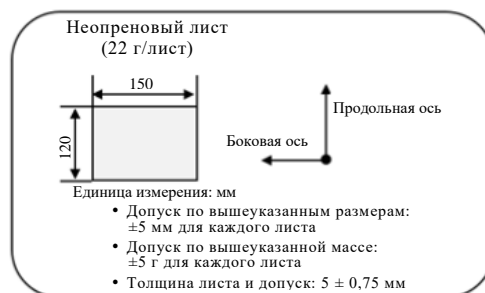 Неопреновый лист
(22 г/лист)
150
120
Продольная ось
Боковая ось
Единица измерения: мм
• Допуск по вышеуказанным размерам:
±5 мм для каждого листа
• Допуск по вышеуказанной массе:
±5 г для каждого листа
• Толщина листа и допуск: 5 ± 0,75 мм